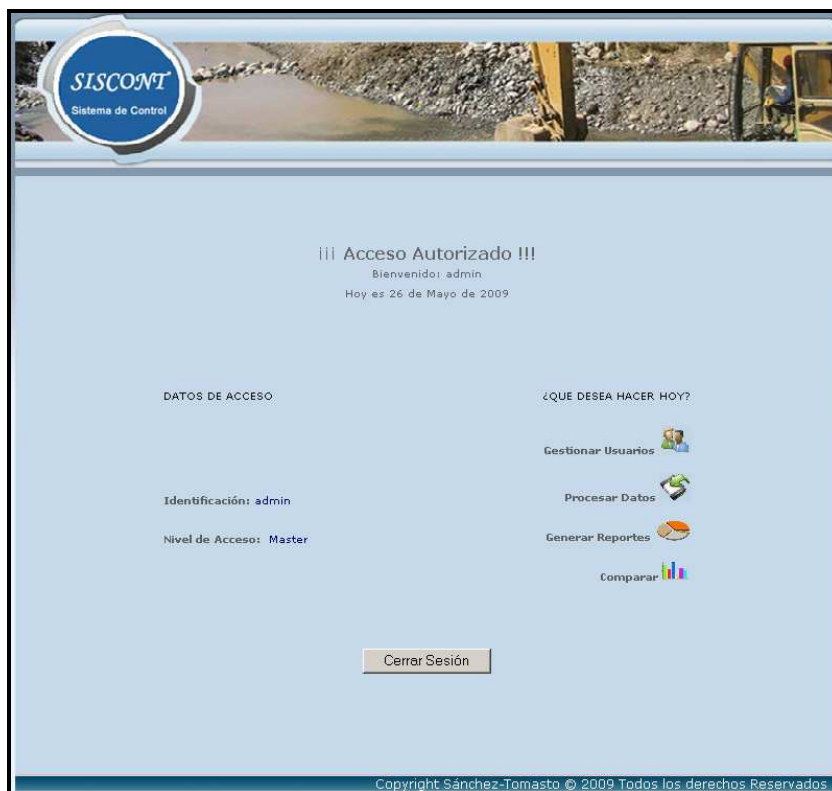 SISCONT
Sistema de Control
¡¡¡ Acceso Autorizado !!!
Bienvenido: admin
Hoy es 26 de Mayo de 2009
DATOS DE ACCESO
Identificación: admin
Nivel de Acceso: Master
¿QUE DESEA HACER HOY?
Gestionar Usuarios
Procesar Datos
Generar Reportes
Comparar
Cerrar Sesión
Copyright Sánchez-Tomasto © 2009 Todos los derechos Reservados